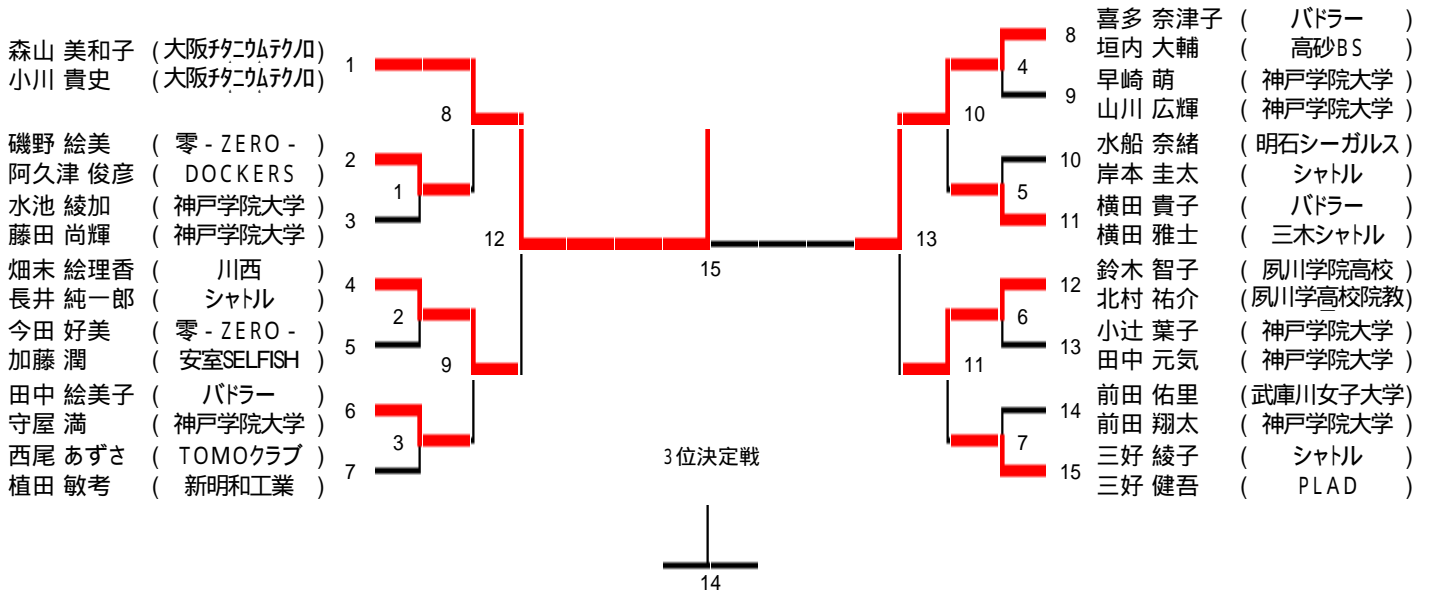 森山 美和子 (大阪チタニウムテクノロ)
小川 貴史 (大阪チタニウムテクノロ)
1
磯野 絵美 ( 零 - ZERO - )
阿久津 俊彦 ( DOCKERS )
2
水池 綾加 ( 神戸学院大学 )
藤田 尚輝 ( 神戸学院大学 )
3
畑末 絵理香 ( 川西 )
長井 純一郎 ( シャトル )
4
今田 好美 ( 零 - ZERO - )
加藤 潤 ( 安室SELFISH )
5
田中 絵美子 ( バドラー )
守屋 満 ( 神戸学院大学 )
6
西尾 あずさ ( TOMOクラブ )
植田 敏考 ( 新明和工業 )
7
1
2
3
8
9
12
15
3位決定戦
14
13
10
11
4
5
6
7
8
喜多 奈津子 ( バドラー )
垣内 大輔 ( 高砂BS )
9
早崎 萌 ( 神戸学院大学 )
山川 広輝 ( 神戸学院大学 )
10
水船 奈緒 ( 明石シーガルス )
岸本 圭太 ( シャトル )
11
横田 貴子 ( バドラー )
横田 雅士 ( 三木シャトル )
12
鈴木 智子 ( 夙川学院高校 )
北村 祐介 (夙川学高校院教)
13
小辻 葉子 ( 神戸学院大学 )
田中 元気 ( 神戸学院大学 )
14
前田 佑里 (武庫川女子大学)
前田 翔太 ( 神戸学院大学 )
15
三好 綾子 ( シャトル )
三好 健吾 ( PLAD )